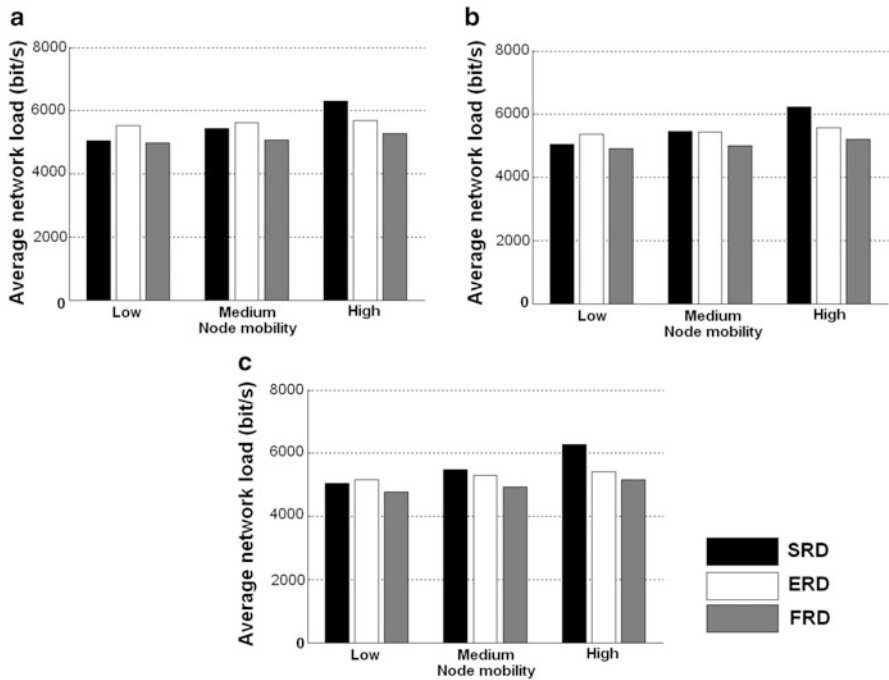 a
Average network load (bit/s)
8000
6000
4000
2000
0
Low
Medium
High
Node mobility
b
Average network load (bit/s)
8000
6000
4000
2000
0
Low
Medium
High
Node mobility
c
Average network load (bit/s)
8000
6000
4000
2000
0
Low
Medium
High
Node mobility
SRD
ERD
FRD